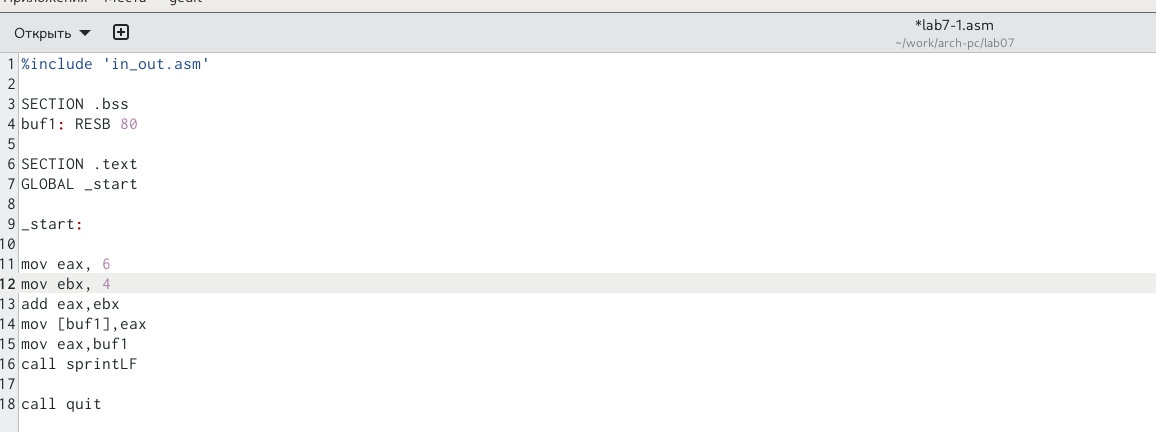 Приложения Места gedit
Открыть
*lab7-1.asm
~/work/arch-pc/lab07
1 %include 'in_out.asm'
2
3 SECTION .bss
4 buf1: RESB 80
5
6 SECTION .text
7 GLOBAL _start
8
9 _start:
10
11 mov eax, 6
12 mov ebx, 4
13 add eax,ebx
14 mov [buf1],eax
15 mov eax,buf1
16 call sprintLF
17
18 call quit